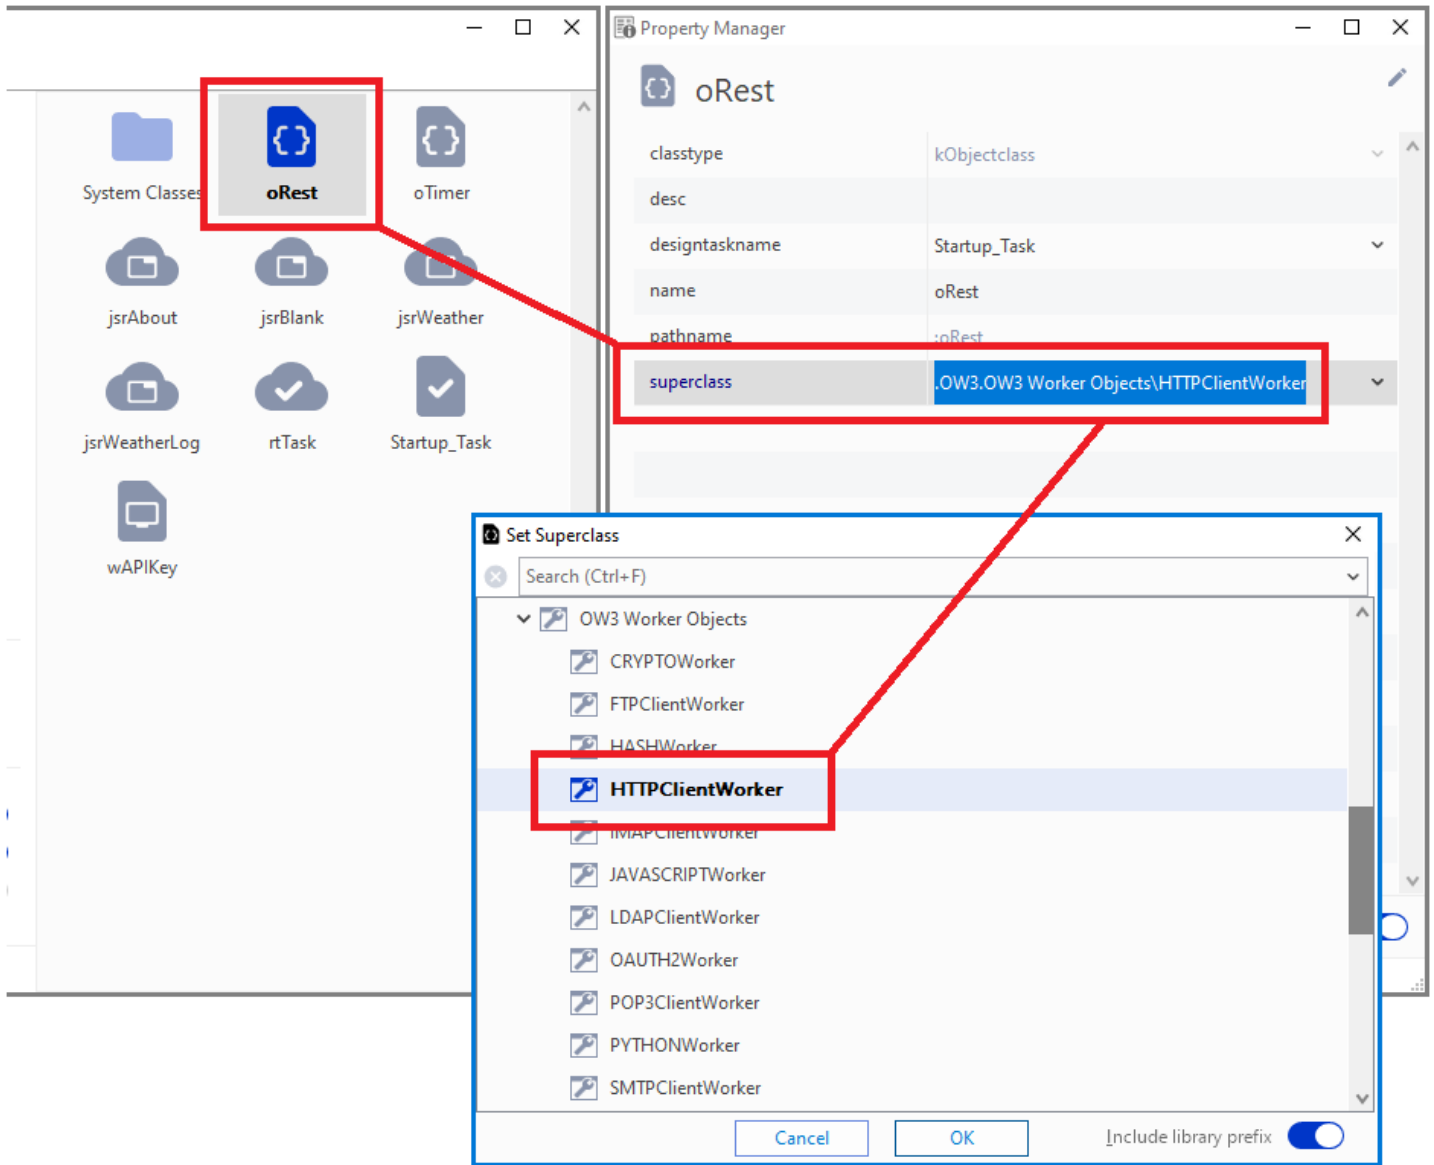 System Classes
oRest
oTimer
jsrAbout
jsrBlank
jsrWeather
jsrWeatherLog
rtTask
Startup_Task
wAPIKey
Property Manager
oRest
classtype kObjectclass
desc
designtaskname Startup_Task
name oRest
pathname :oRest
superclass .OW3.OW3 Worker Objects\HTTPClientWorker
Set Superclass
Search (Ctrl+F)
OW3 Worker Objects
CRYPTOWorker
FTPClientWorker
HASHWorker
HTTPClientWorker
IMAPClientWorker
JAVASCRIPTWorker
LDAPClientWorker
OAUTH2Worker
POP3ClientWorker
PYTHONWorker
SMTPClientWorker
Cancel
OK
Include library prefix